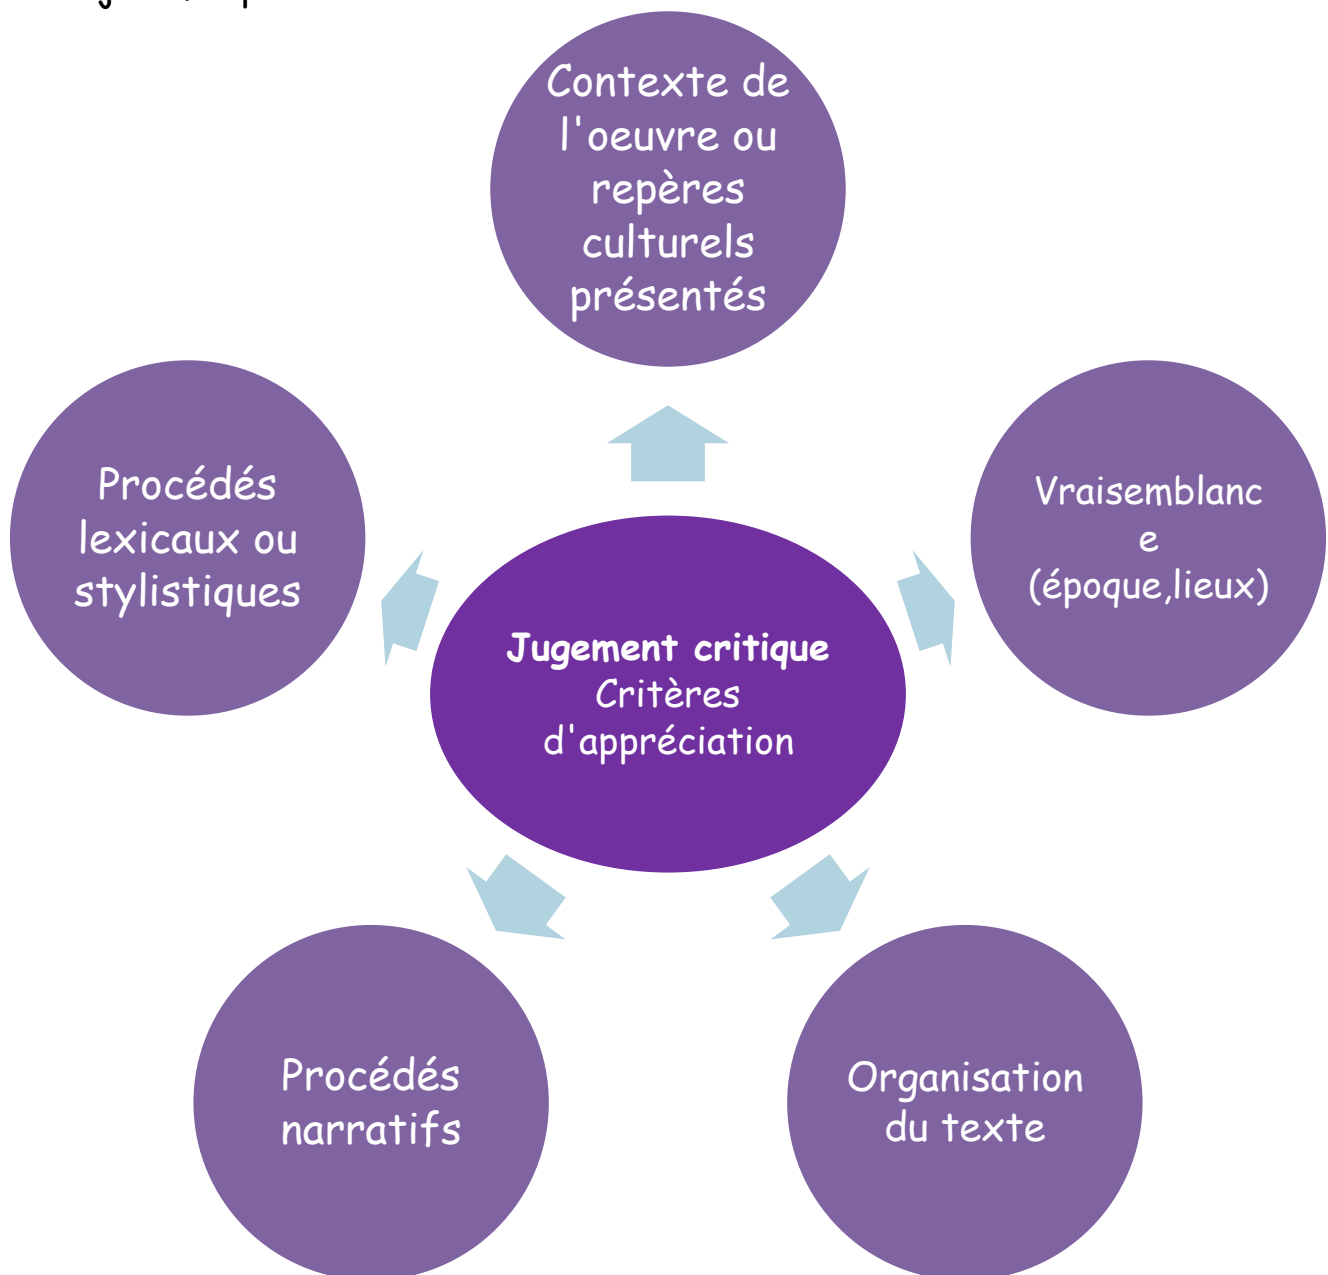 Contexte de
l'oeuvre ou
repères
culturels
présentés
Procédés
lexicaux ou
stylistiques
Vraisemblanc
e
(époque,lieux)
Jugement critique
Critères
d'appréciation
Procédés
narratifs
Organisation
du texte